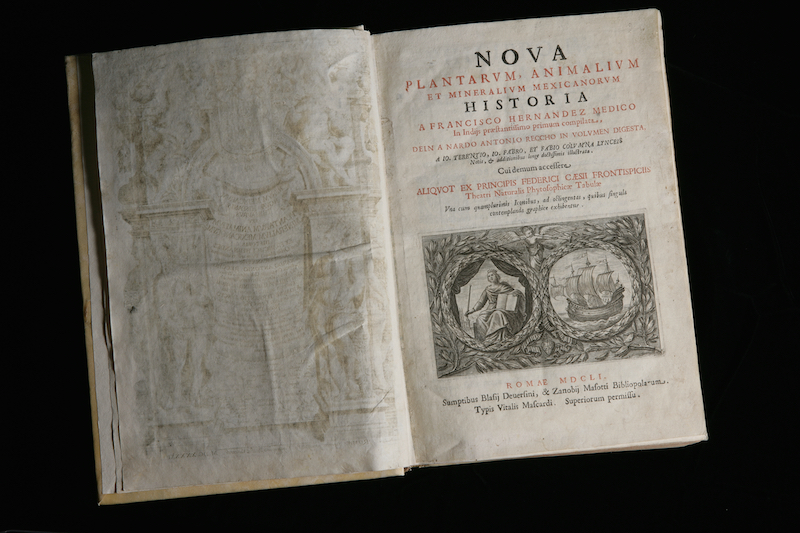 NOVA
PLANTARVM, ANIMALIVM
ET MINERALIVM MEXICANORVM
HISTORIA
A FRANCISCO HERNANDEZ MEDICO
In Indijs præstantissimo primum compilata,
DEIN A NARDO ANTONIO RECCHO IN VOLVMEN DIGESTA,
A IO. TERENTIO, IO. FABRO, ET FABIO COLVMNA LYNCEIS
Notis, & additionibus longe doctissimis illustrata.
Cui demum accessere
ALIQVOT EX PRINCIPIS FEDERICI CÆSII FRONTISPICIIS
Theatri Naturalis Phytosophicæ Tabulæ
Vna cum quamplurimis Iconibus, ad octingentas, quibus singula
contemplanda graphice exhibentur.
ROMAE MDCLI.
Sumptibus Blasij Deuersini, & Zanobij Masotti Bibliopolarum.
Typis Vitalis Mascardi. Superiorum permissu.